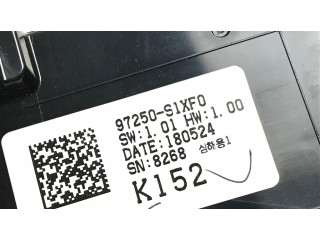 97250-S1XF0
SW:1.01 HW:1.00
DATE:180524
SN:8268 심하용1
K152